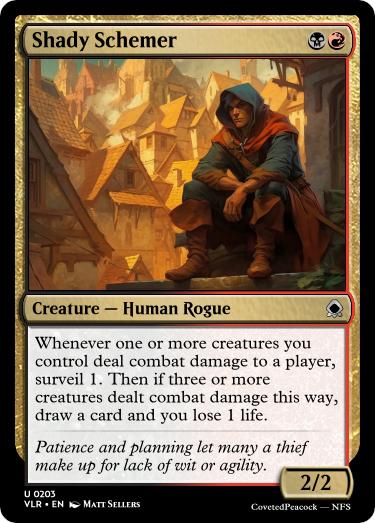 Shady Schemer
Creature — Human Rogue
Whenever one or more creatures you
control deal combat damage to a player,
surveil 1. Then if three or more
creatures dealt combat damage this way,
draw a card and you lose 1 life.
Patience and planning let many a thief
make up for lack of wit or agility.
2/2
U 0203
VLR • EN Matt Sellers
CovetedPeacock — NFS